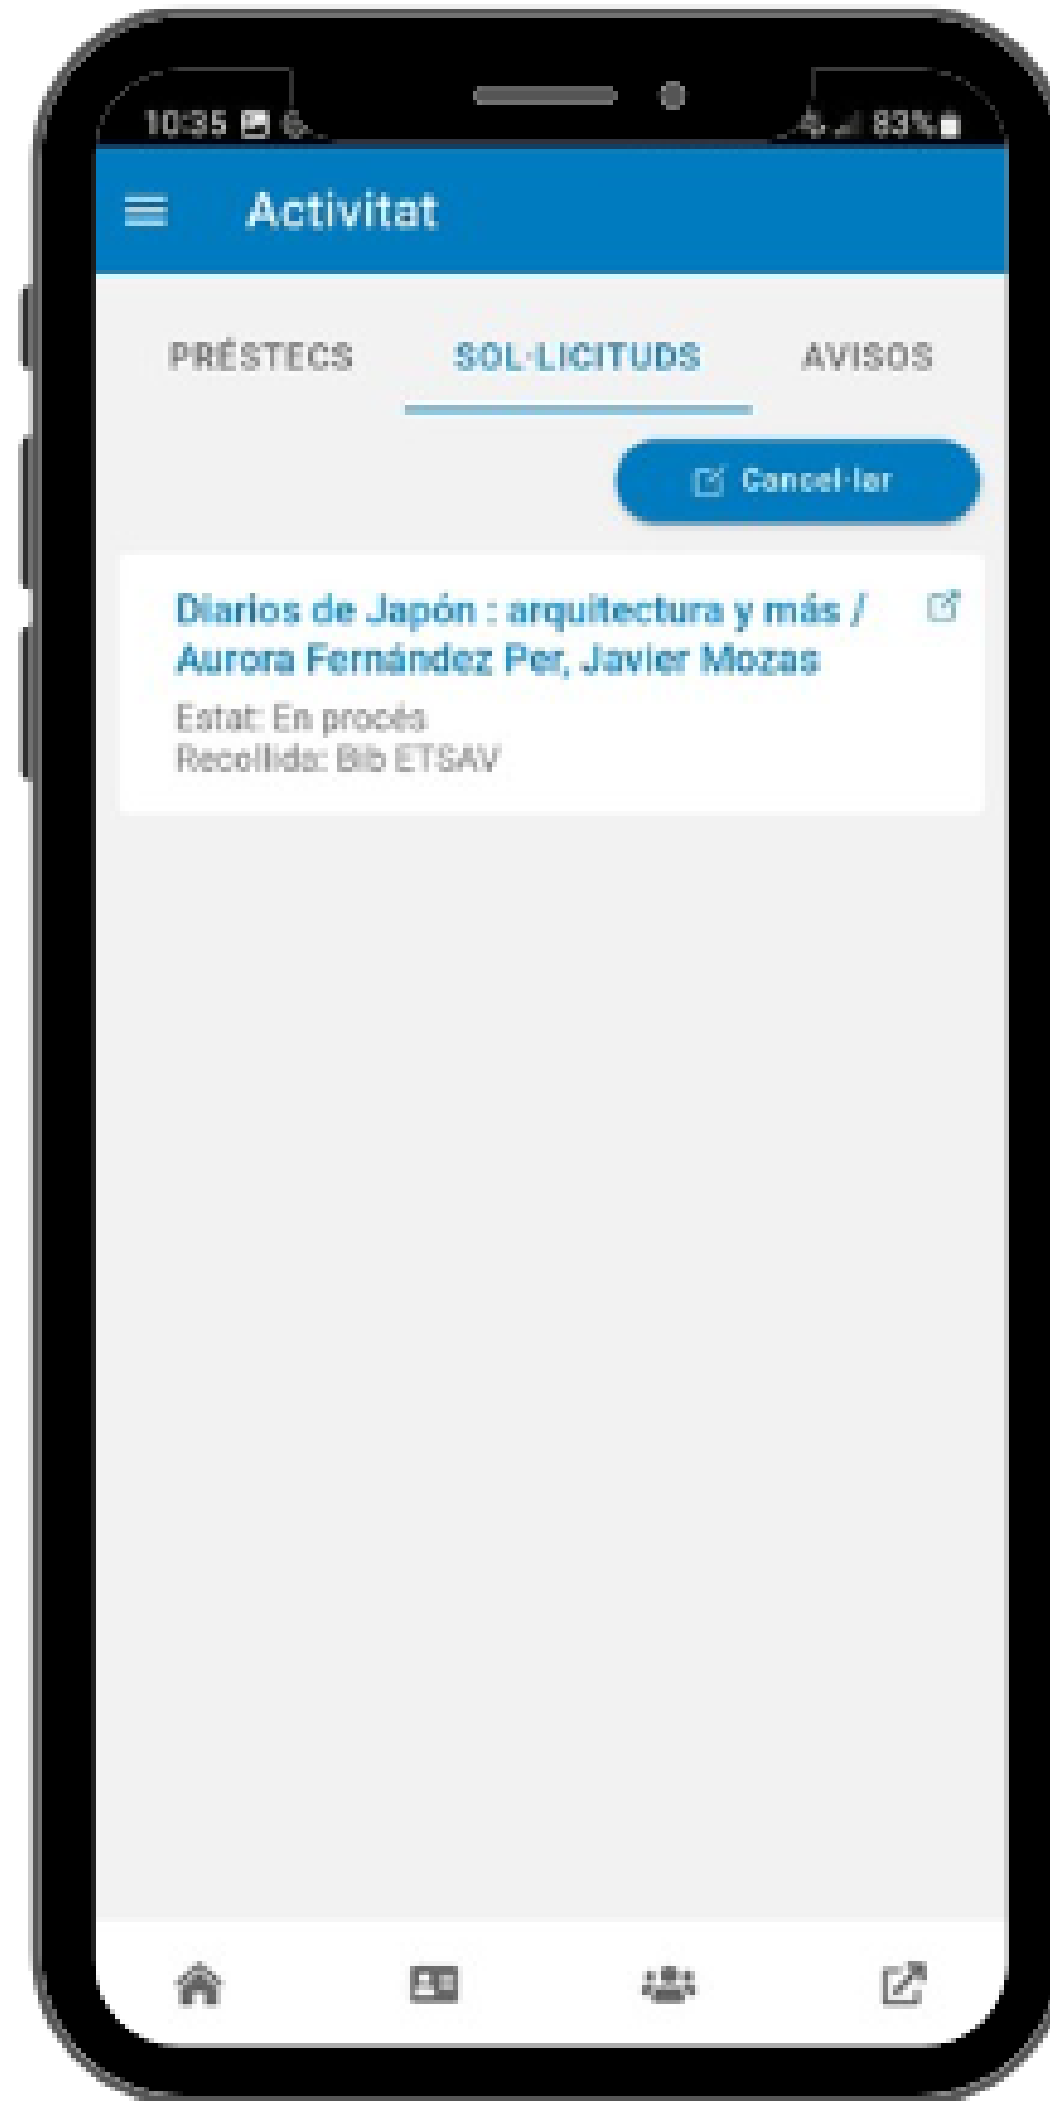 10:35
83%
Activitat
PRÉSTECS
SOL·LICITUDS
AVISOS
Cancel·lar
Diarios de Japón : arquitectura y más /
Aurora Fernández Per, Javier Mozas
Estat: En procés
Recollida: Bib ETSAV